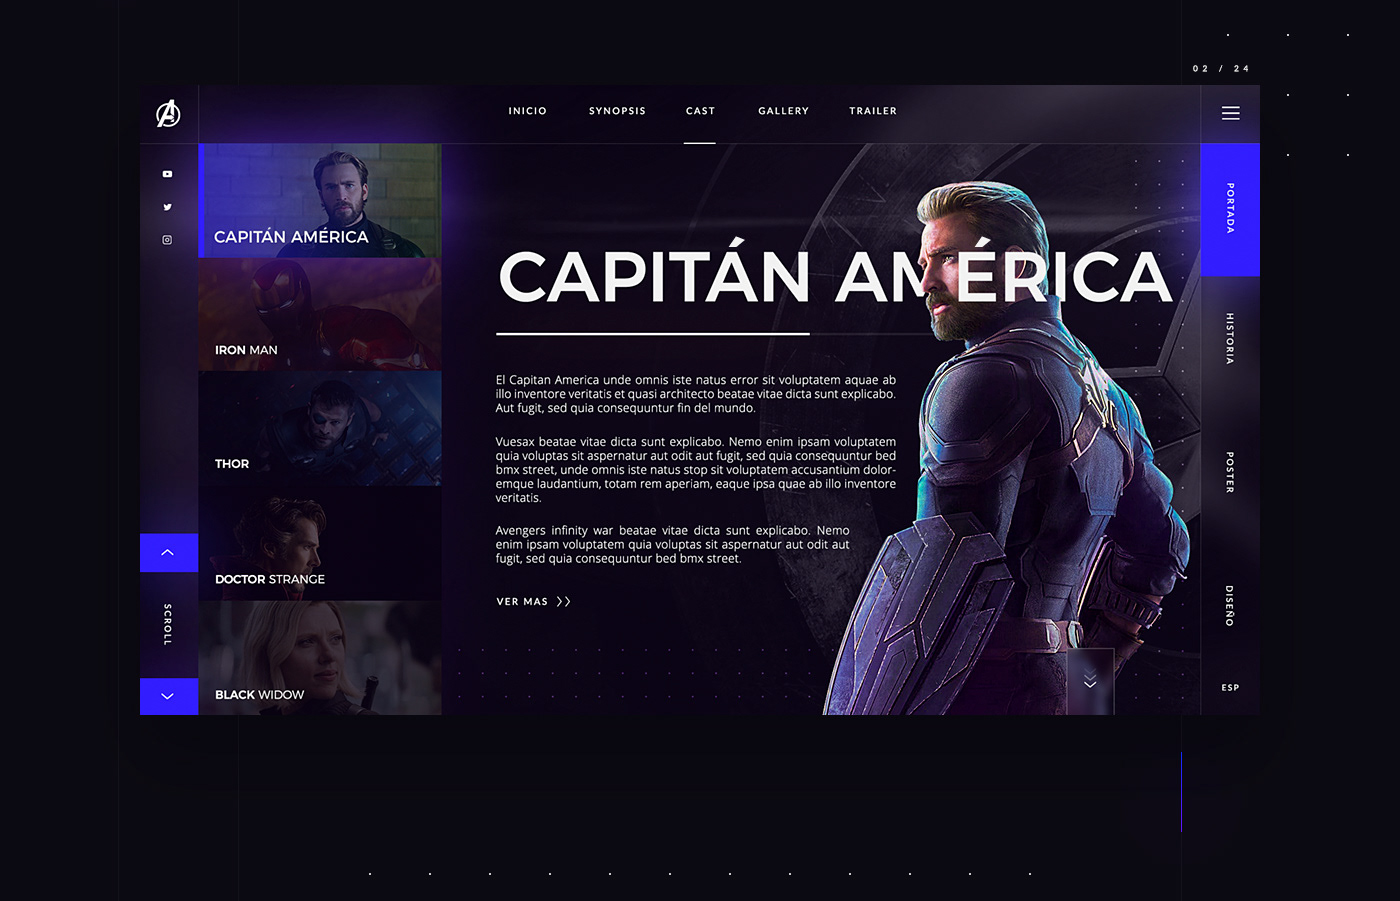 02 / 24
INICIO SYNOPSIS CAST GALLERY TRAILER
CAPITÁN AMÉRICA
IRON MAN
THOR
DOCTOR STRANGE
BLACK WIDOW
SCROLL
CAPITÁN AMÉRICA
El Capitan America unde omnis iste natus error sit voluptatem aquae ab
illo inventore veritatis et quasi architecto beatae vitae dicta sunt explicabo.
Aut fugit, sed quia consequuntur fin del mundo.
Vuesax beatae vitae dicta sunt explicabo. Nemo enim ipsam voluptatem
quia voluptas sit aspernatur aut odit aut fugit, sed quia consequuntur bed
bmx street, unde omnis iste natus stop sit voluptatem accusantium dolor-
emque laudantium, totam rem aperiam, eaque ipsa quae ab illo inventore
veritatis.
Avengers infinity war beatae vitae dicta sunt explicabo. Nemo
enim ipsam voluptatem quia voluptas sit aspernatur aut odit aut
fugit, sed quia consequuntur bed bmx street.
VER MAS
PORTADA
HISTORIA
POSTER
DISEÑO
ESP